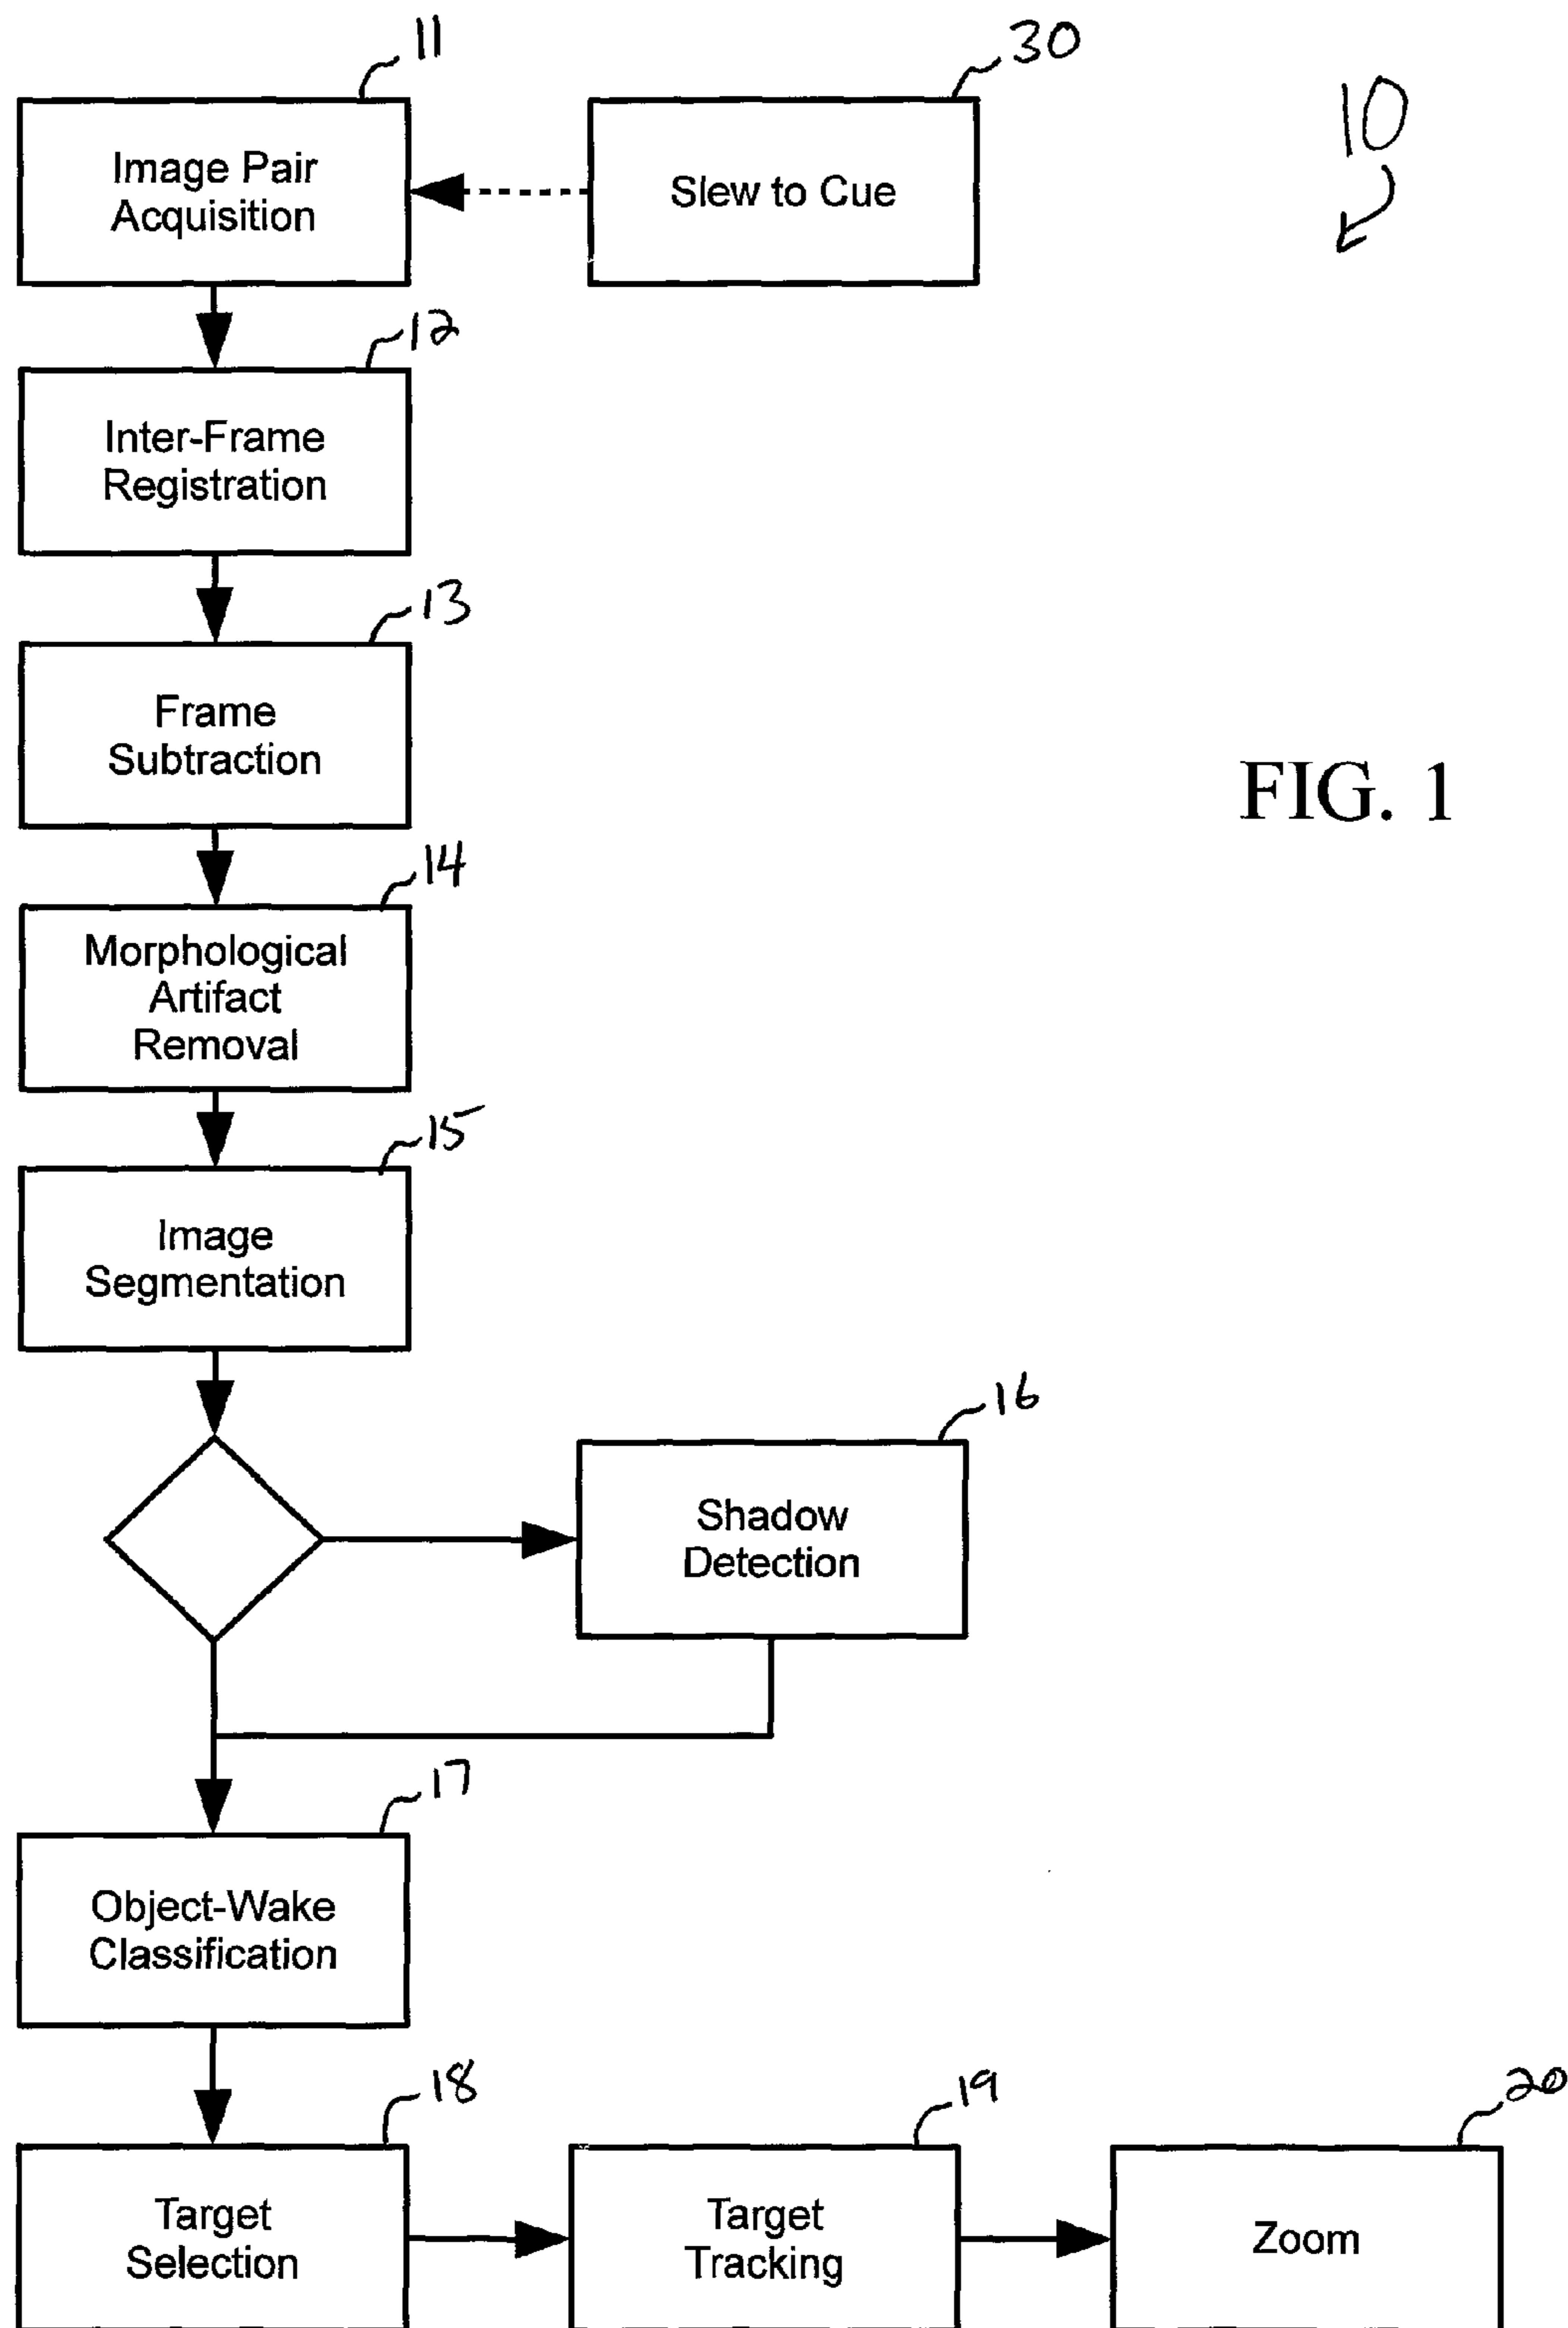 11
30
10
Image Pair
Acquisition
Slew to Cue
12
Inter-Frame
Registration
13
Frame
Subtraction
FIG. 1
14
Morphological
Artifact
Removal
15
Image
Segmentation
16
Shadow
Detection
17
Object-Wake
Classification
18
19
20
Target
Selection
Target
Tracking
Zoom